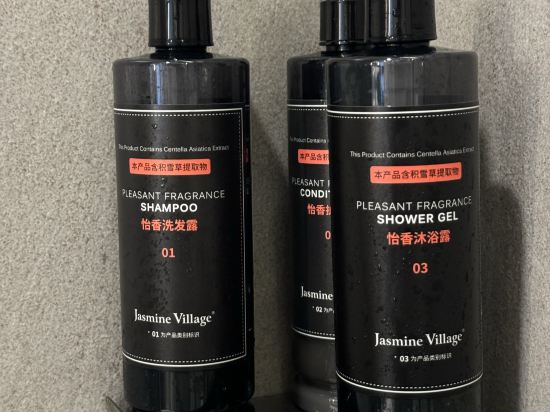 This Product Contains Centella Asiatica Extract
本产品含积雪草提取物
PLEASANT FRAGRANCE
SHAMPOO
怡香洗发露
01
Jasmine Village®
* 01 为产品类别标识
PLEASANT F
CONDIT
怡香
0
* 02 为产
This Product Contains Centella Asiatica Extract
本产品含积雪草提取物
PLEASANT FRAGRANCE
SHOWER GEL
怡香沐浴露
03
Jasmine Village®
* 03 为产品类别标识